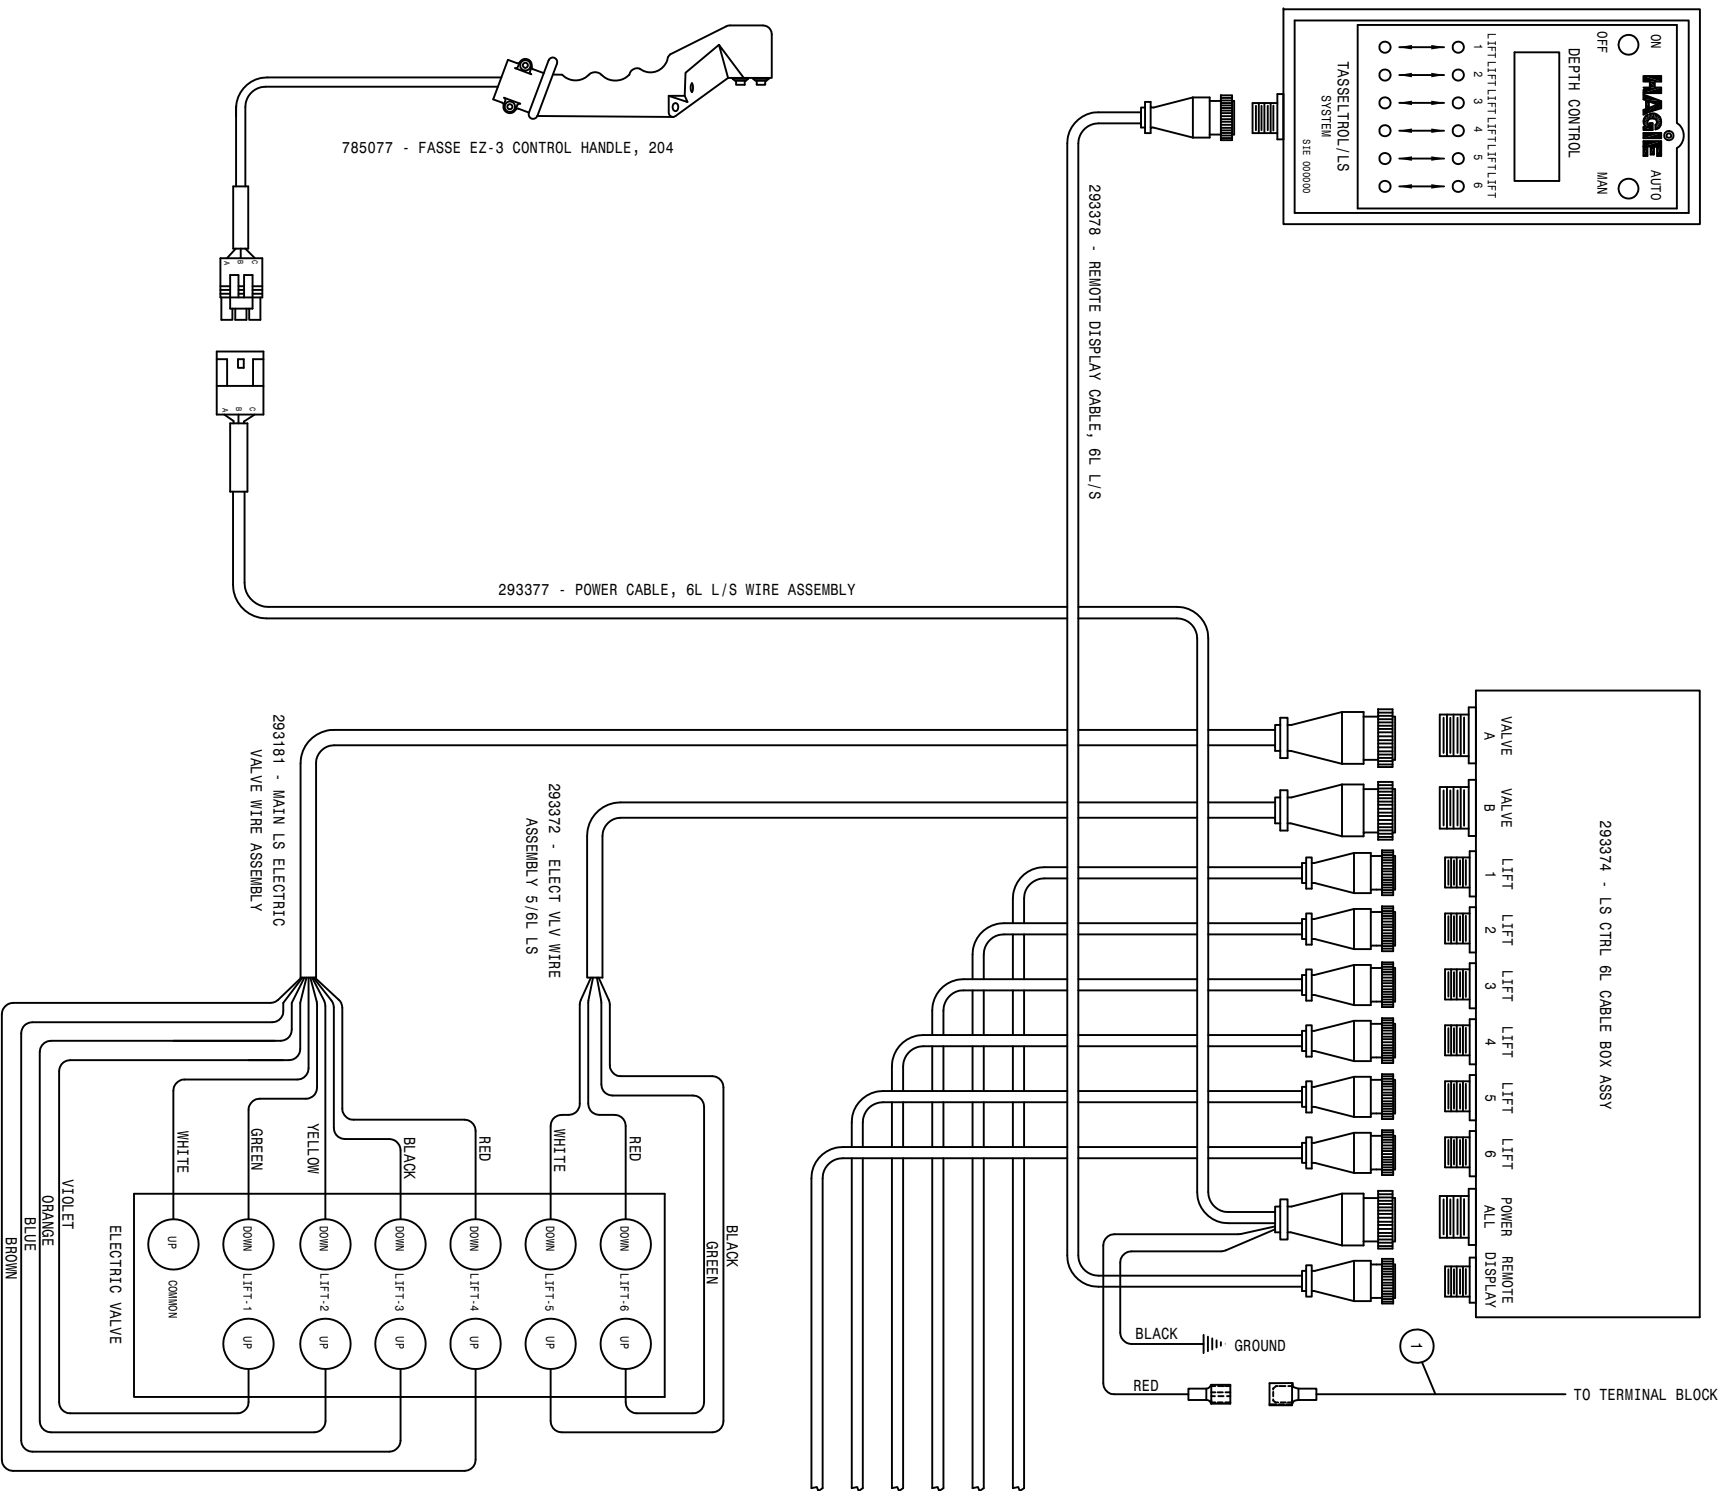 785077 - FASSE EZ-3 CONTROL HANDLE, 204
A
B
C
A
B
C
HAGIE
ON
OFF
AUTO
MAN
DEPTH CONTROL
LIFT
1
LIFT
2
LIFT
3
LIFT
4
LIFT
5
LIFT
6
TASSELTROL/LS
SYSTEM
SIE 000000
293378 - REMOTE DISPLAY CABLE, 6L L/S
293377 - POWER CABLE, 6L L/S WIRE ASSEMBLY
293374 - LS CTRL 6L CABLE BOX ASSY
VALVE
A
VALVE
B
LIFT
1
LIFT
2
LIFT
3
LIFT
4
LIFT
5
LIFT
6
POWER
ALL
REMOTE
DISPLAY
293181 - MAIN LS ELECTRIC
VALVE WIRE ASSEMBLY
293372 - ELECT VLV WIRE
ASSEMBLY 5/6L LS
WHITE
GREEN
YELLOW
BLACK
RED
WHITE
RED
BLACK
GREEN
VIOLET
ORANGE
BLUE
BROWN
ELECTRIC VALVE
UP
COMMON
DOWN
LIFT-1
UP
DOWN
LIFT-2
UP
DOWN
LIFT-3
UP
DOWN
LIFT-4
UP
DOWN
LIFT-5
UP
DOWN
LIFT-6
UP
BLACK
GROUND
RED
1
TO TERMINAL BLOCK